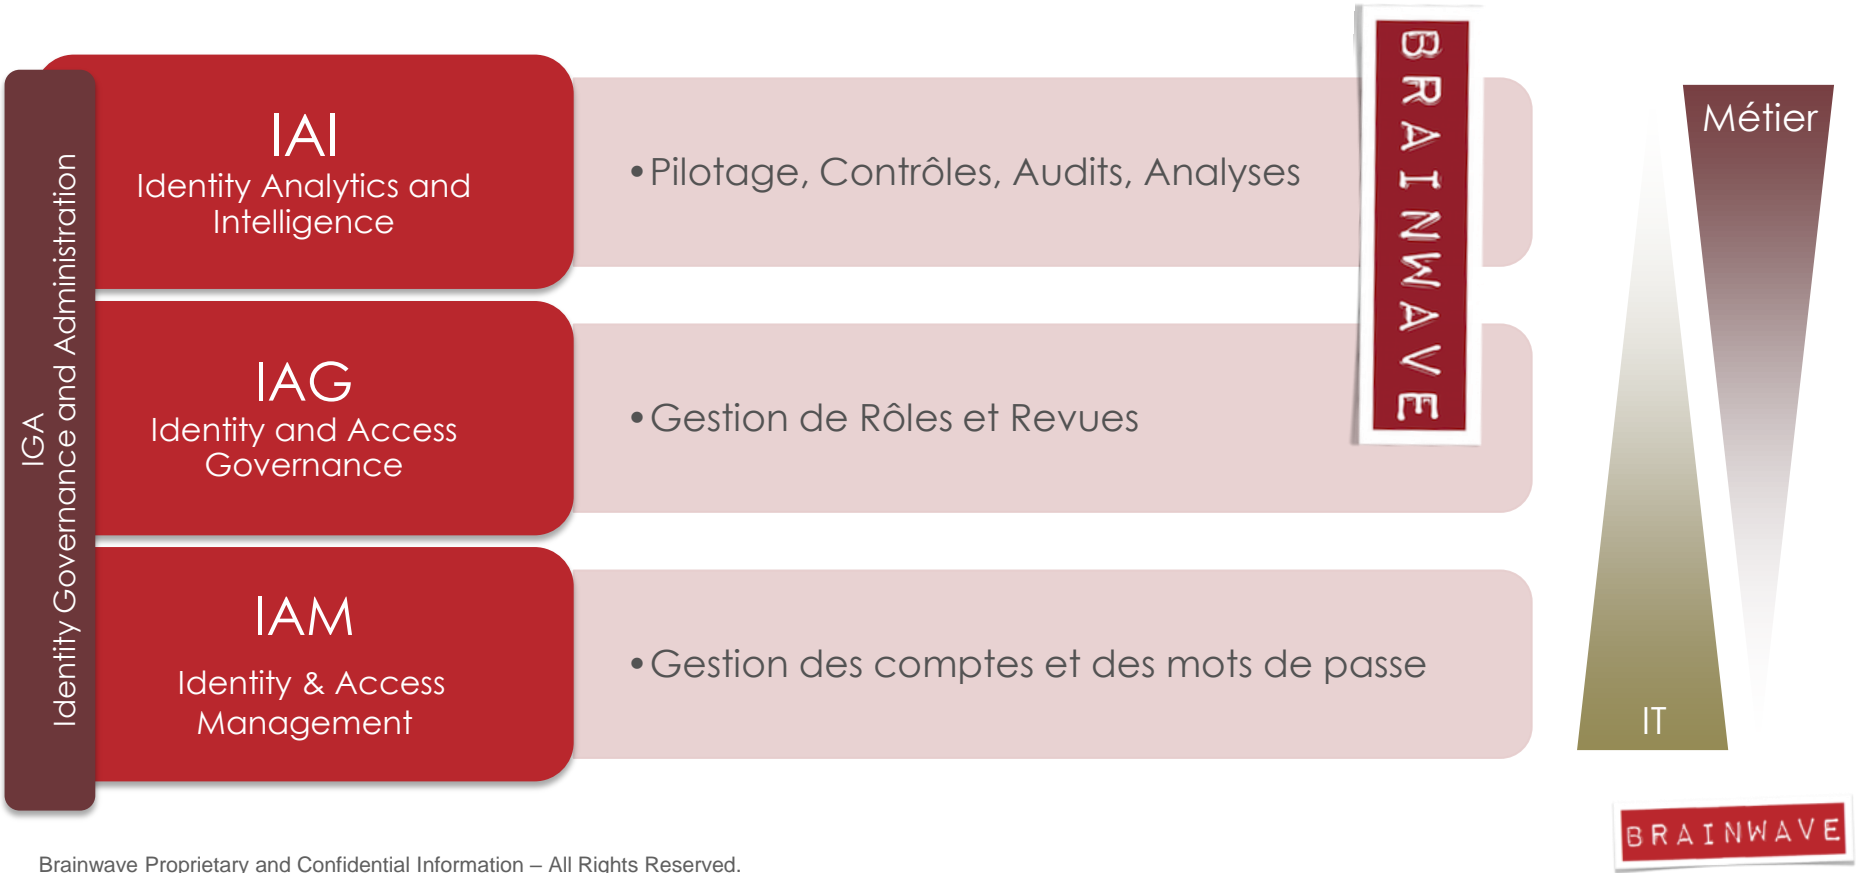 IGA
Identity Governance and Administration
IAI
Identity Analytics and
Intelligence
•Pilotage, Contrôles, Audits, Analyses
IAG
Identity and Access
Governance
•Gestion de Rôles et Revues
IAM
Identity & Access
Management
•Gestion des comptes et des mots de passe
BRAINWAVE
Métier
IT
BRAINWAVE
Brainwave Proprietary and Confidential Information – All Rights Reserved.